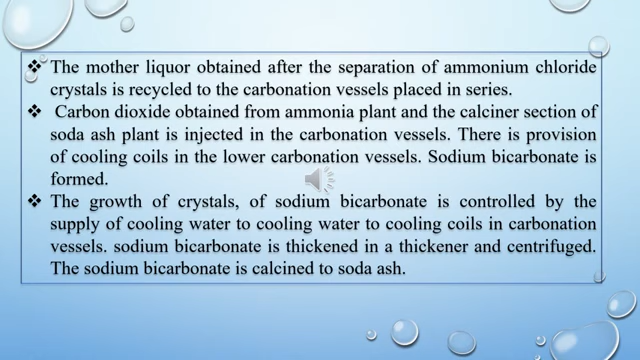 ❖ The mother liquor obtained after the separation of ammonium chloride
crystals is recycled to the carbonation vessels placed in series.
❖ Carbon dioxide obtained from ammonia plant and the calciner section of
soda ash plant is injected in the carbonation vessels. There is provision
of cooling coils in the lower carbonation vessels. Sodium bicarbonate is
formed.
❖ The growth of crystals, of sodium bicarbonate is controlled by the
supply of cooling water to cooling water to cooling coils in carbonation
vessels. sodium bicarbonate is thickened in a thickener and centrifuged.
The sodium bicarbonate is calcined to soda ash.